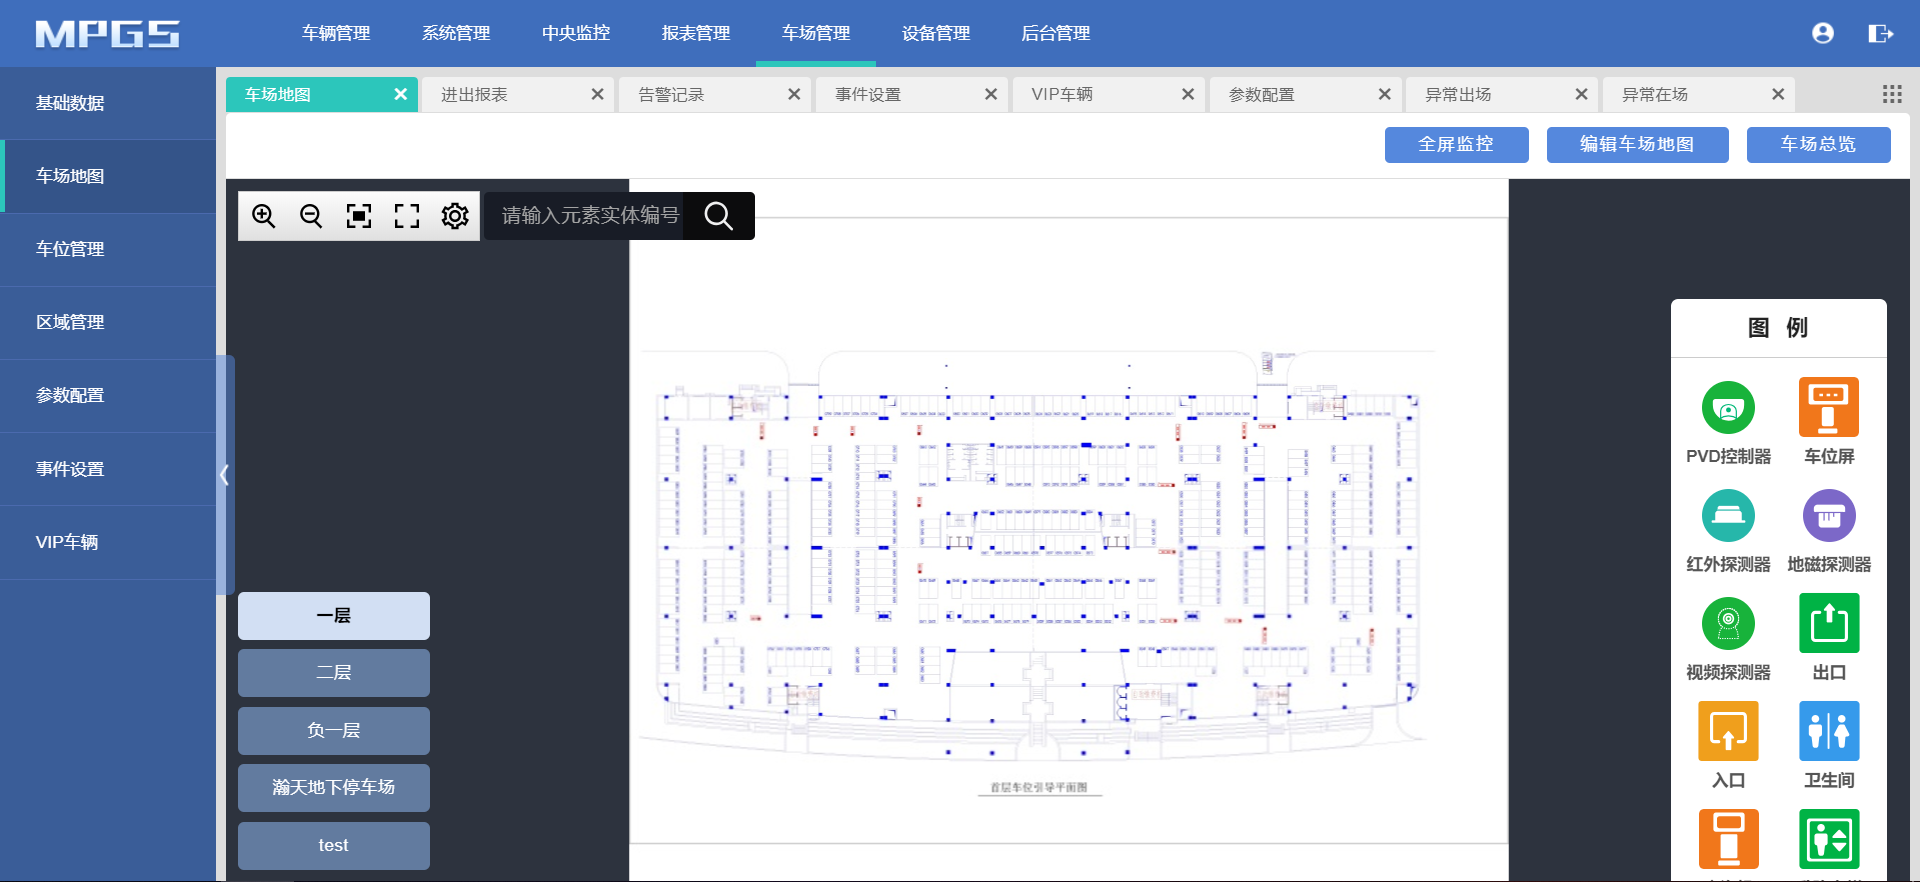 MPGS
车辆管理
系统管理
中央监控
报表管理
车场管理
设备管理
后台管理
基础数据
车场地图
车位管理
区域管理
参数配置
事件设置
VIP车辆
车场地图
进出报表
告警记录
事件设置
VIP车辆
参数配置
异常出场
异常在场
全屏监控
编辑车场地图
车场总览
请输入元素实体编号
一层
二层
负一层
瀚天地下停车场
test
首层车位引导平面图
图 例
PVD控制器
车位屏
红外探测器
地磁探测器
视频探测器
出口
入口
卫生间